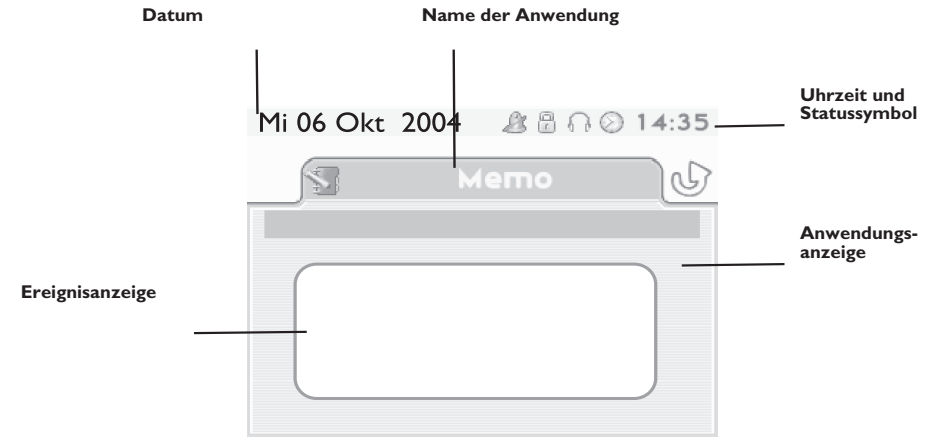 Datum
Name der Anwendung
Uhrzeit und
Statussymbol
Mi 06 Okt 2004
14:35
Memo
Anwendungs-
anzeige
Ereignisanzeige